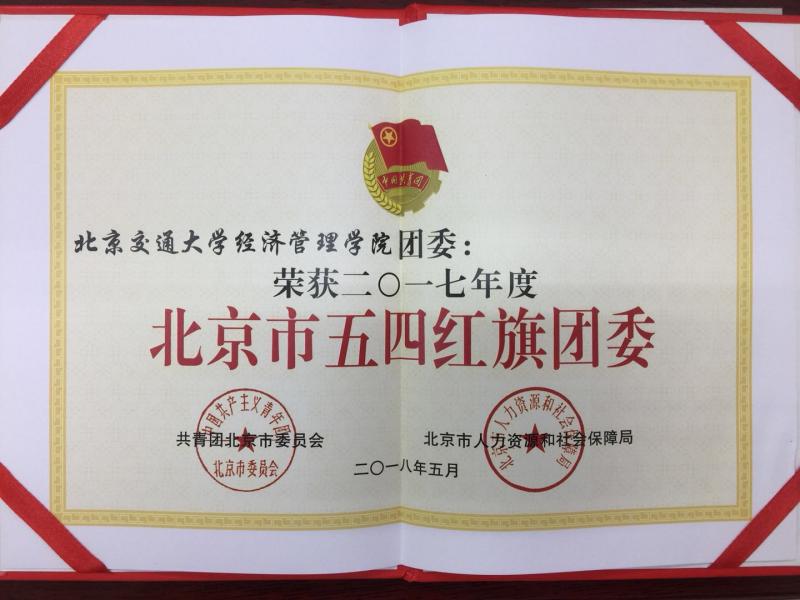 中国共青团
北京交通大学经济管理学院团委：
荣获二〇一七年度
北京市五四红旗团委
中国共产主义青年团
北京市委员会
共青团北京市委员会
北京市人力资源和社会保障局
北京市人力资源和社会保障局
二〇一八年五月